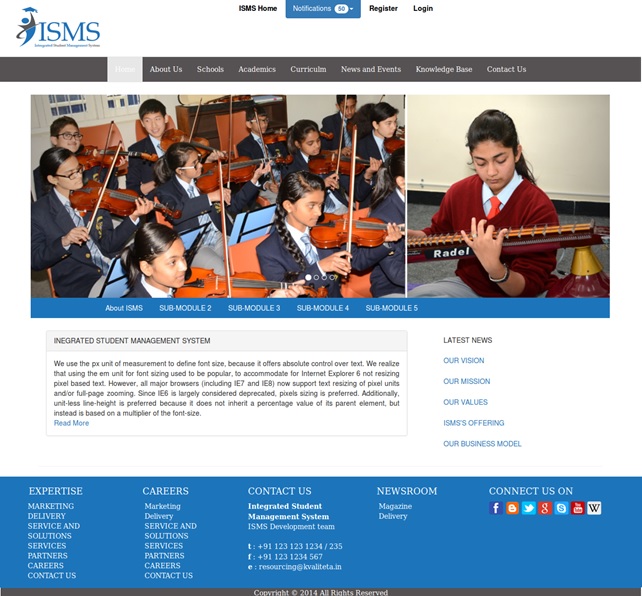 ISMS
Integrated Student Management System
ISMS Home Notifications 50 Register Login
Home About Us Schools Academics Curriculm News and Events Knowledge Base Contact Us
Radel
About ISMS SUB-MODULE 2 SUB-MODULE 3 SUB-MODULE 4 SUB-MODULE 5
INEGRATED STUDENT MANAGEMENT SYSTEM
We use the px unit of measurement to define font size, because it offers absolute control over text. We realize
that using the em unit for font sizing used to be popular, to accommodate for Internet Explorer 6 not resizing
pixel based text. However, all major browsers (including IE7 and IE8) now support text resizing of pixel units
and/or full-page zooming. Since IE6 is largely considered deprecated, pixels sizing is preferred. Additionally,
unit-less line-height is preferred because it does not inherit a percentage value of its parent element, but
instead is based on a multiplier of the font-size.
Read More
LATEST NEWS
OUR VISION
OUR MISSION
OUR VALUES
ISMS'S OFFERING
OUR BUSINESS MODEL
EXPERTISE
MARKETING
DELIVERY
SERVICE AND
SOLUTIONS
SERVICES
PARTNERS
CAREERS
CONTACT US
CAREERS
Marketing
Delivery
SERVICE AND
SOLUTIONS
SERVICES
PARTNERS
CAREERS
CONTACT US
CONTACT US
Integrated Student
Management System
ISMS Development team
t : +91 123 123 1234 / 235
f : +91 123 1234 567
e : resourcing@kvaliteta.in
NEWSROOM
Magazine
Delivery
CONNECT US ON
Copyright © 2014 All Rights Reserved